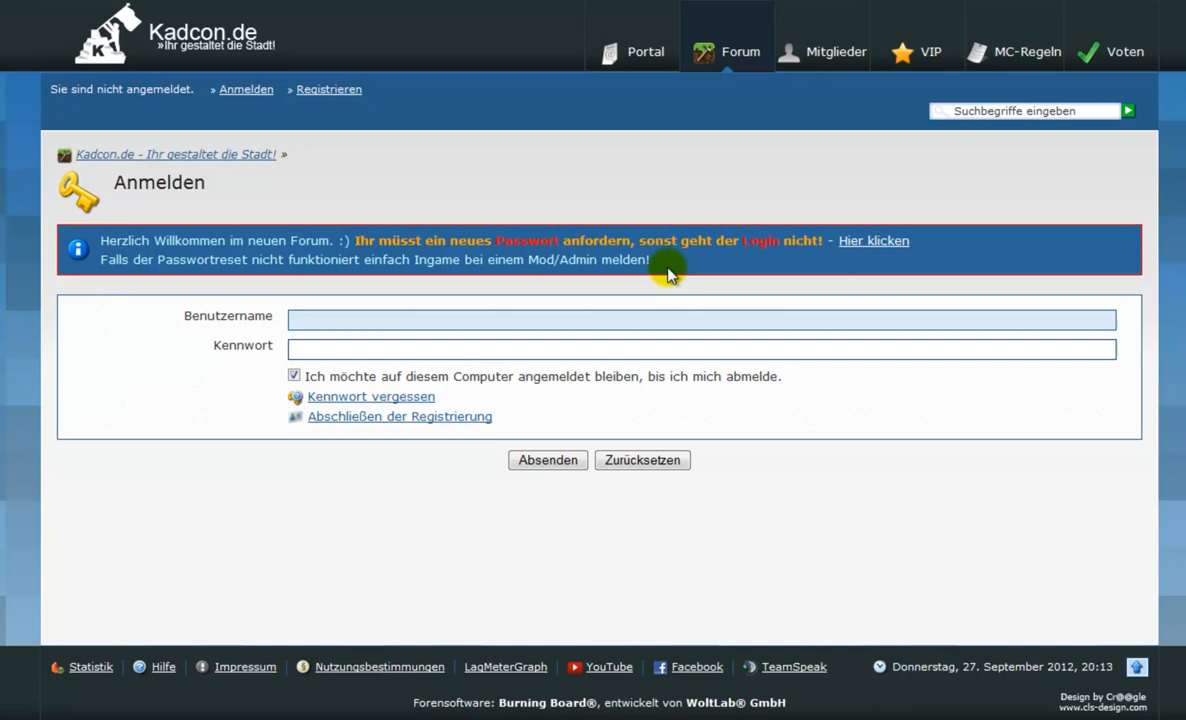 Kadcon.de
»Ihr gestaltet die Stadt!
K
Portal
Forum
Mitglieder
VIP
MC-Regeln
Voten
Sie sind nicht angemeldet. » Anmelden » Registrieren
Suchbegriffe eingeben
Kadcon.de - Ihr gestaltet die Stadt! »
Anmelden
Herzlich Willkommen im neuen Forum. :) Ihr müsst ein neues Passwort anfordern, sonst geht der Login nicht! - Hier klicken
Falls der Passwortreset nicht funktioniert einfach Ingame bei einem Mod/Admin melden!
Benutzername
Kennwort
Ich möchte auf diesem Computer angemeldet bleiben, bis ich mich abmelde.
Kennwort vergessen
Abschließen der Registrierung
Absenden Zurücksetzen
Statistik Hilfe Impressum Nutzungsbestimmungen LagMeterGraph YouTube Facebook TeamSpeak Donnerstag, 27. September 2012, 20:13
Forensoftware: Burning Board®, entwickelt von WoltLab® GmbH
Design by Cr@@gle
www.cls-design.com